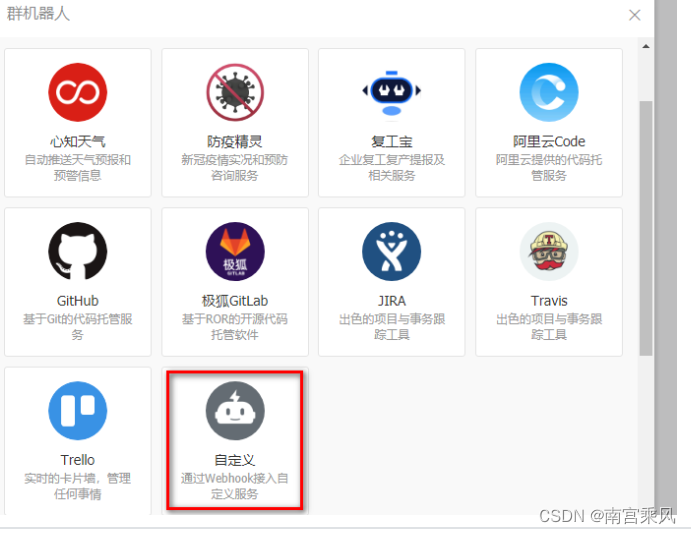 群机器人
心知天气
自动推送天气预报和
预警信息
防疫精灵
新冠疫情实况和预防
咨询服务
复工宝
企业复工复产提报及
相关服务
阿里云Code
阿里云提供的代码托
管服务
GitHub
基于Git的代码托管服
务
极狐
GITLAB
极狐GitLab
基于ROR的开源代码
托管软件
JIRA
出色的项目与事务跟
踪工具
T
Travis
出色的项目与事务跟
踪工具
Trello
实时的卡片墙，管理
任何事情
自定义
通过Webhook接入自
定义服务
CSDN @南宫乘风